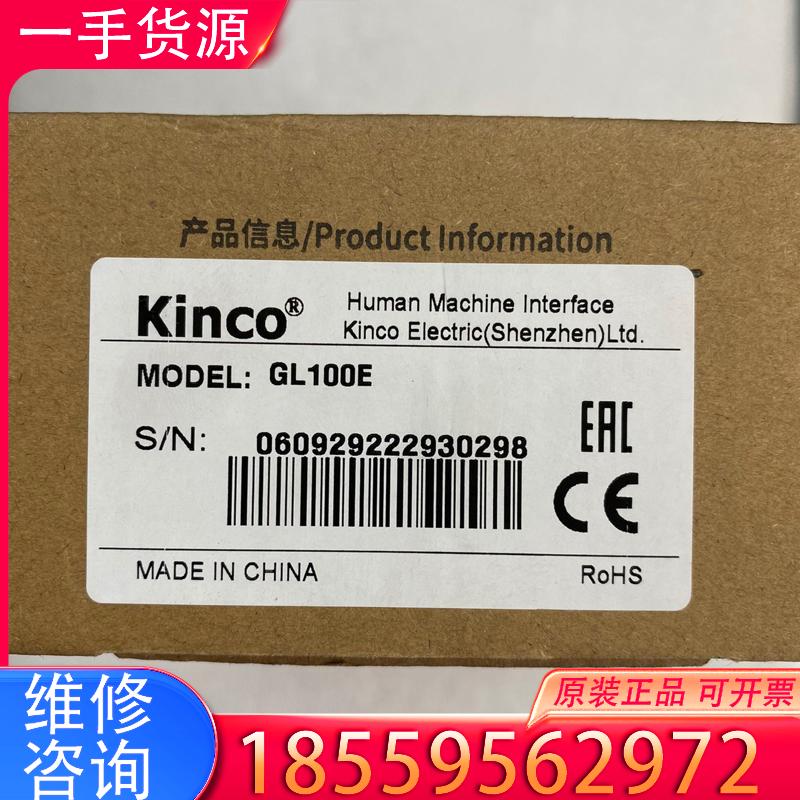 一手货源
产品信息/Product Information
Kinco®
Human Machine Interface
Kinco Electric(Shenzhen)Ltd.
MODEL: GL100E
S/N: 060929222930298
EAC
CE
MADE IN CHINA
RoHS
维修
咨询
原装正品 可开票
18559562972